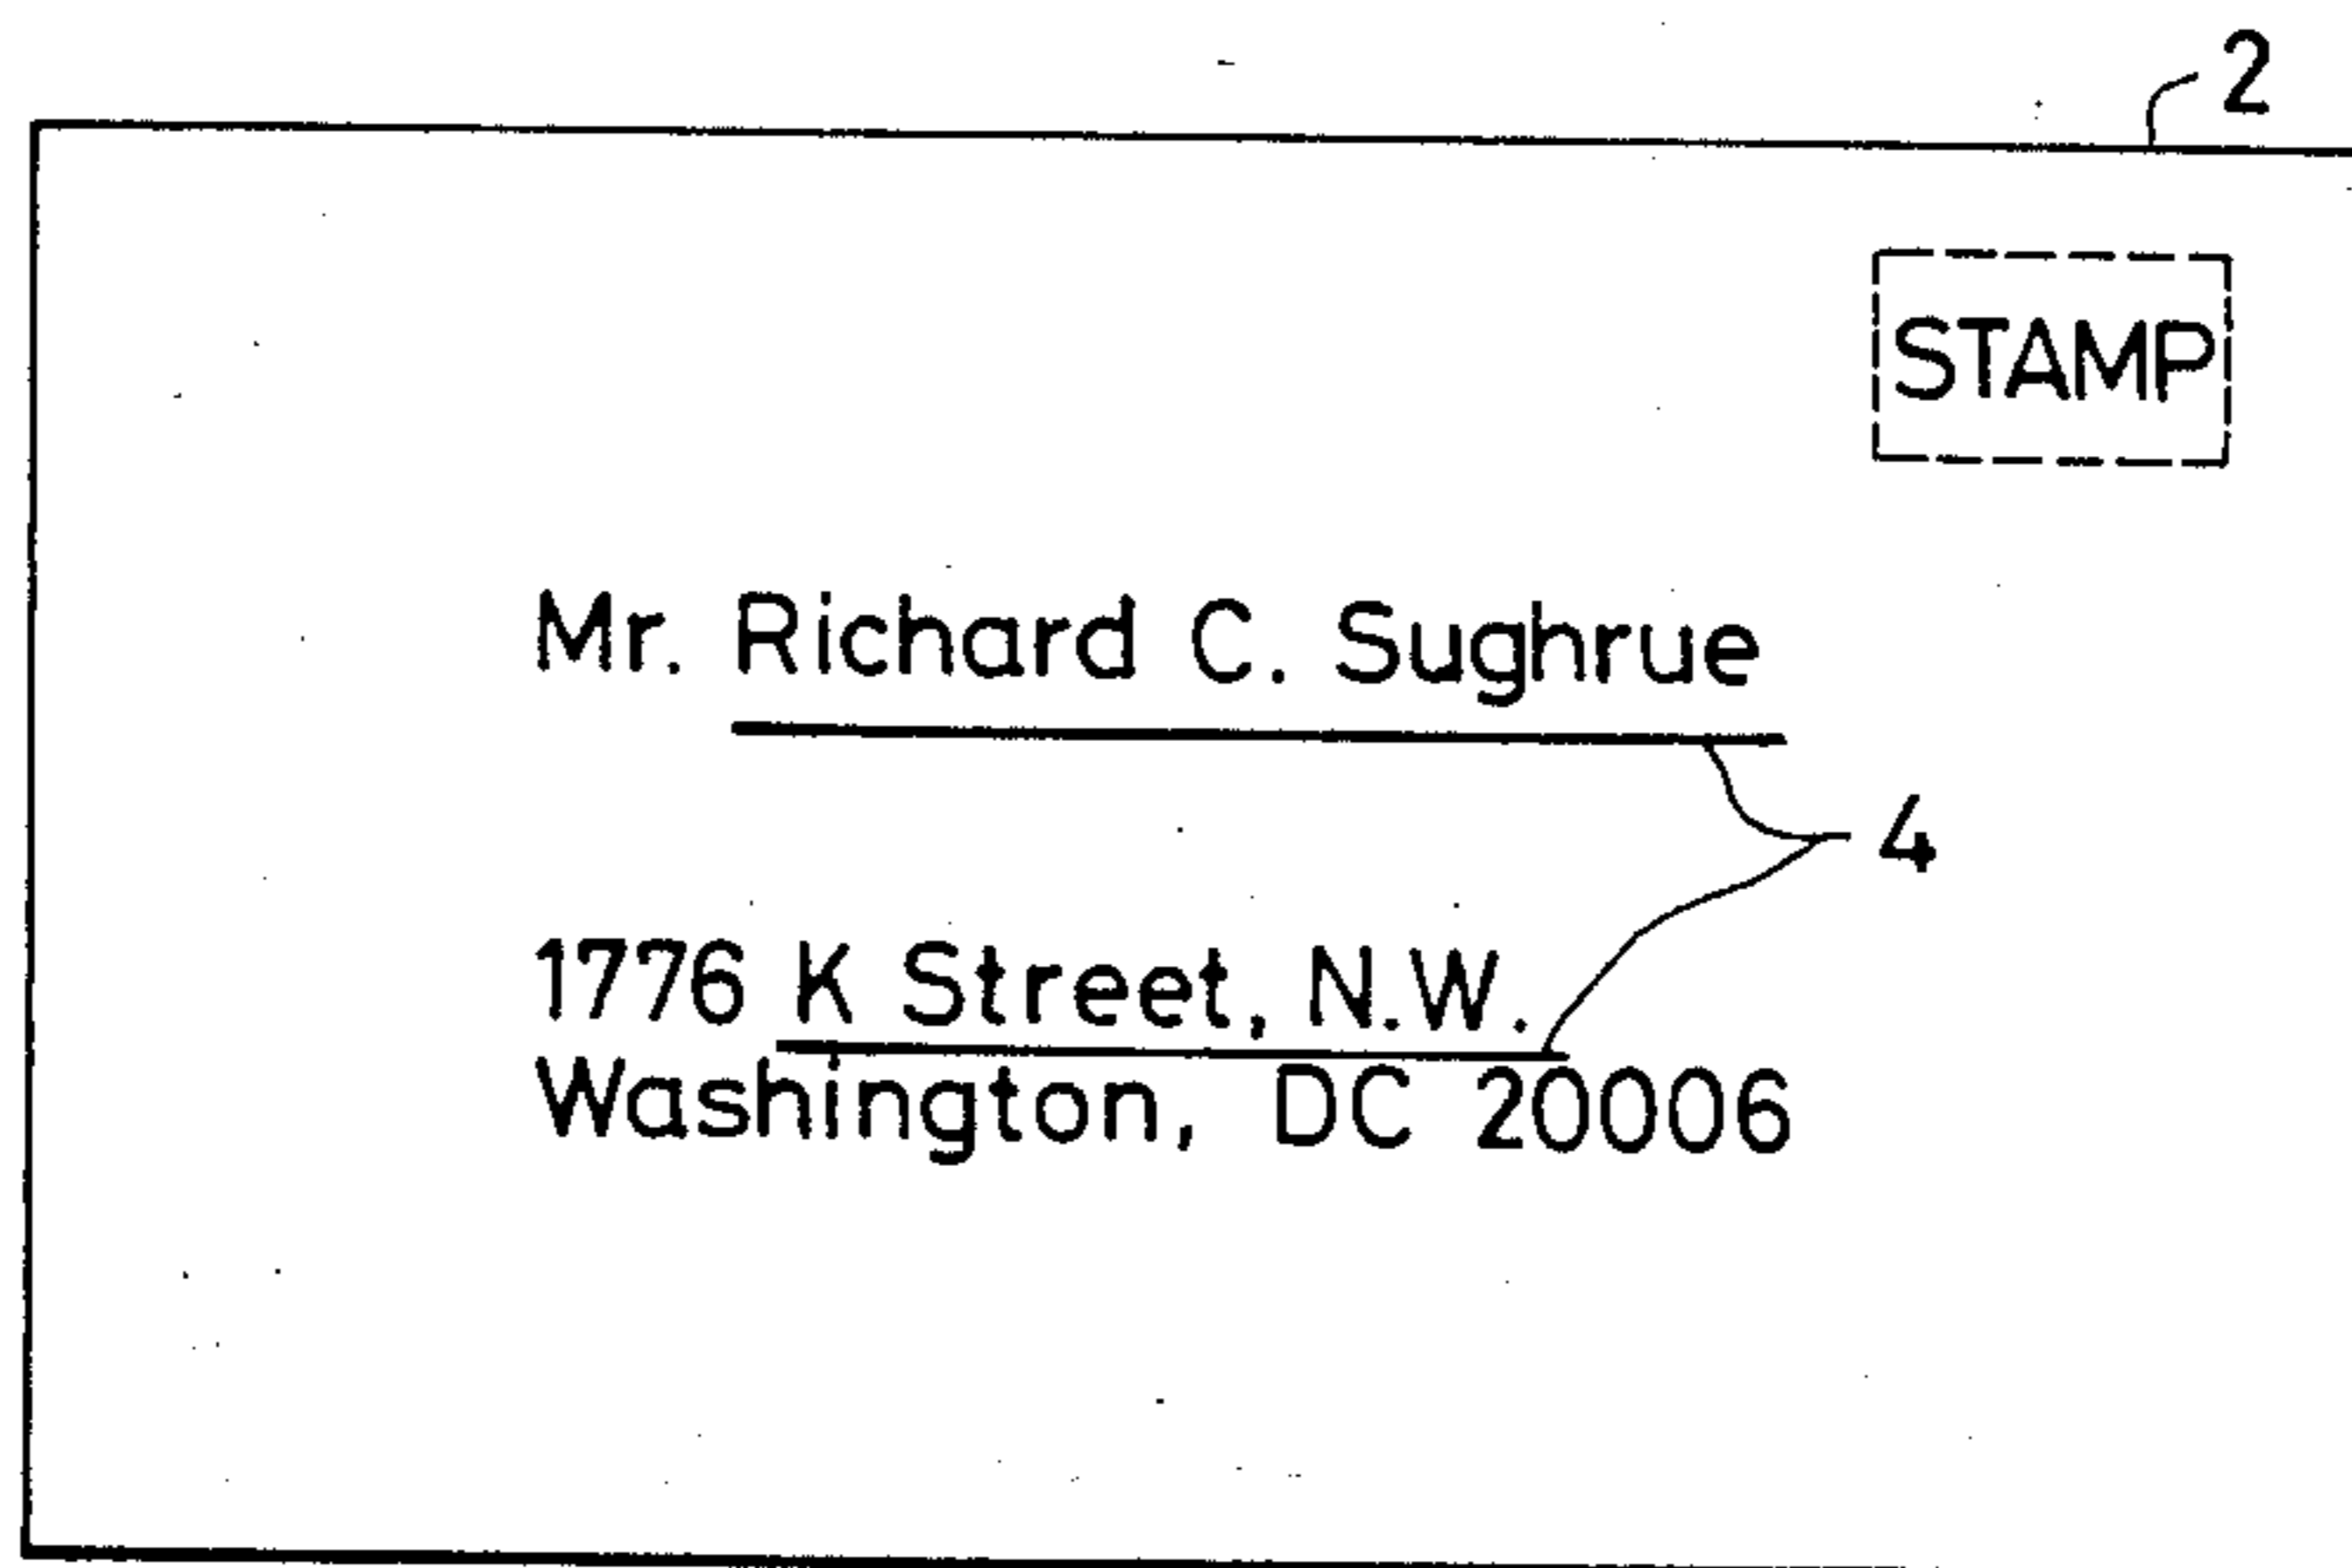 2
STAMP
Mr. Richard C. Sughrue
4
1776 K Street, N.W.
Washington, DC 20006